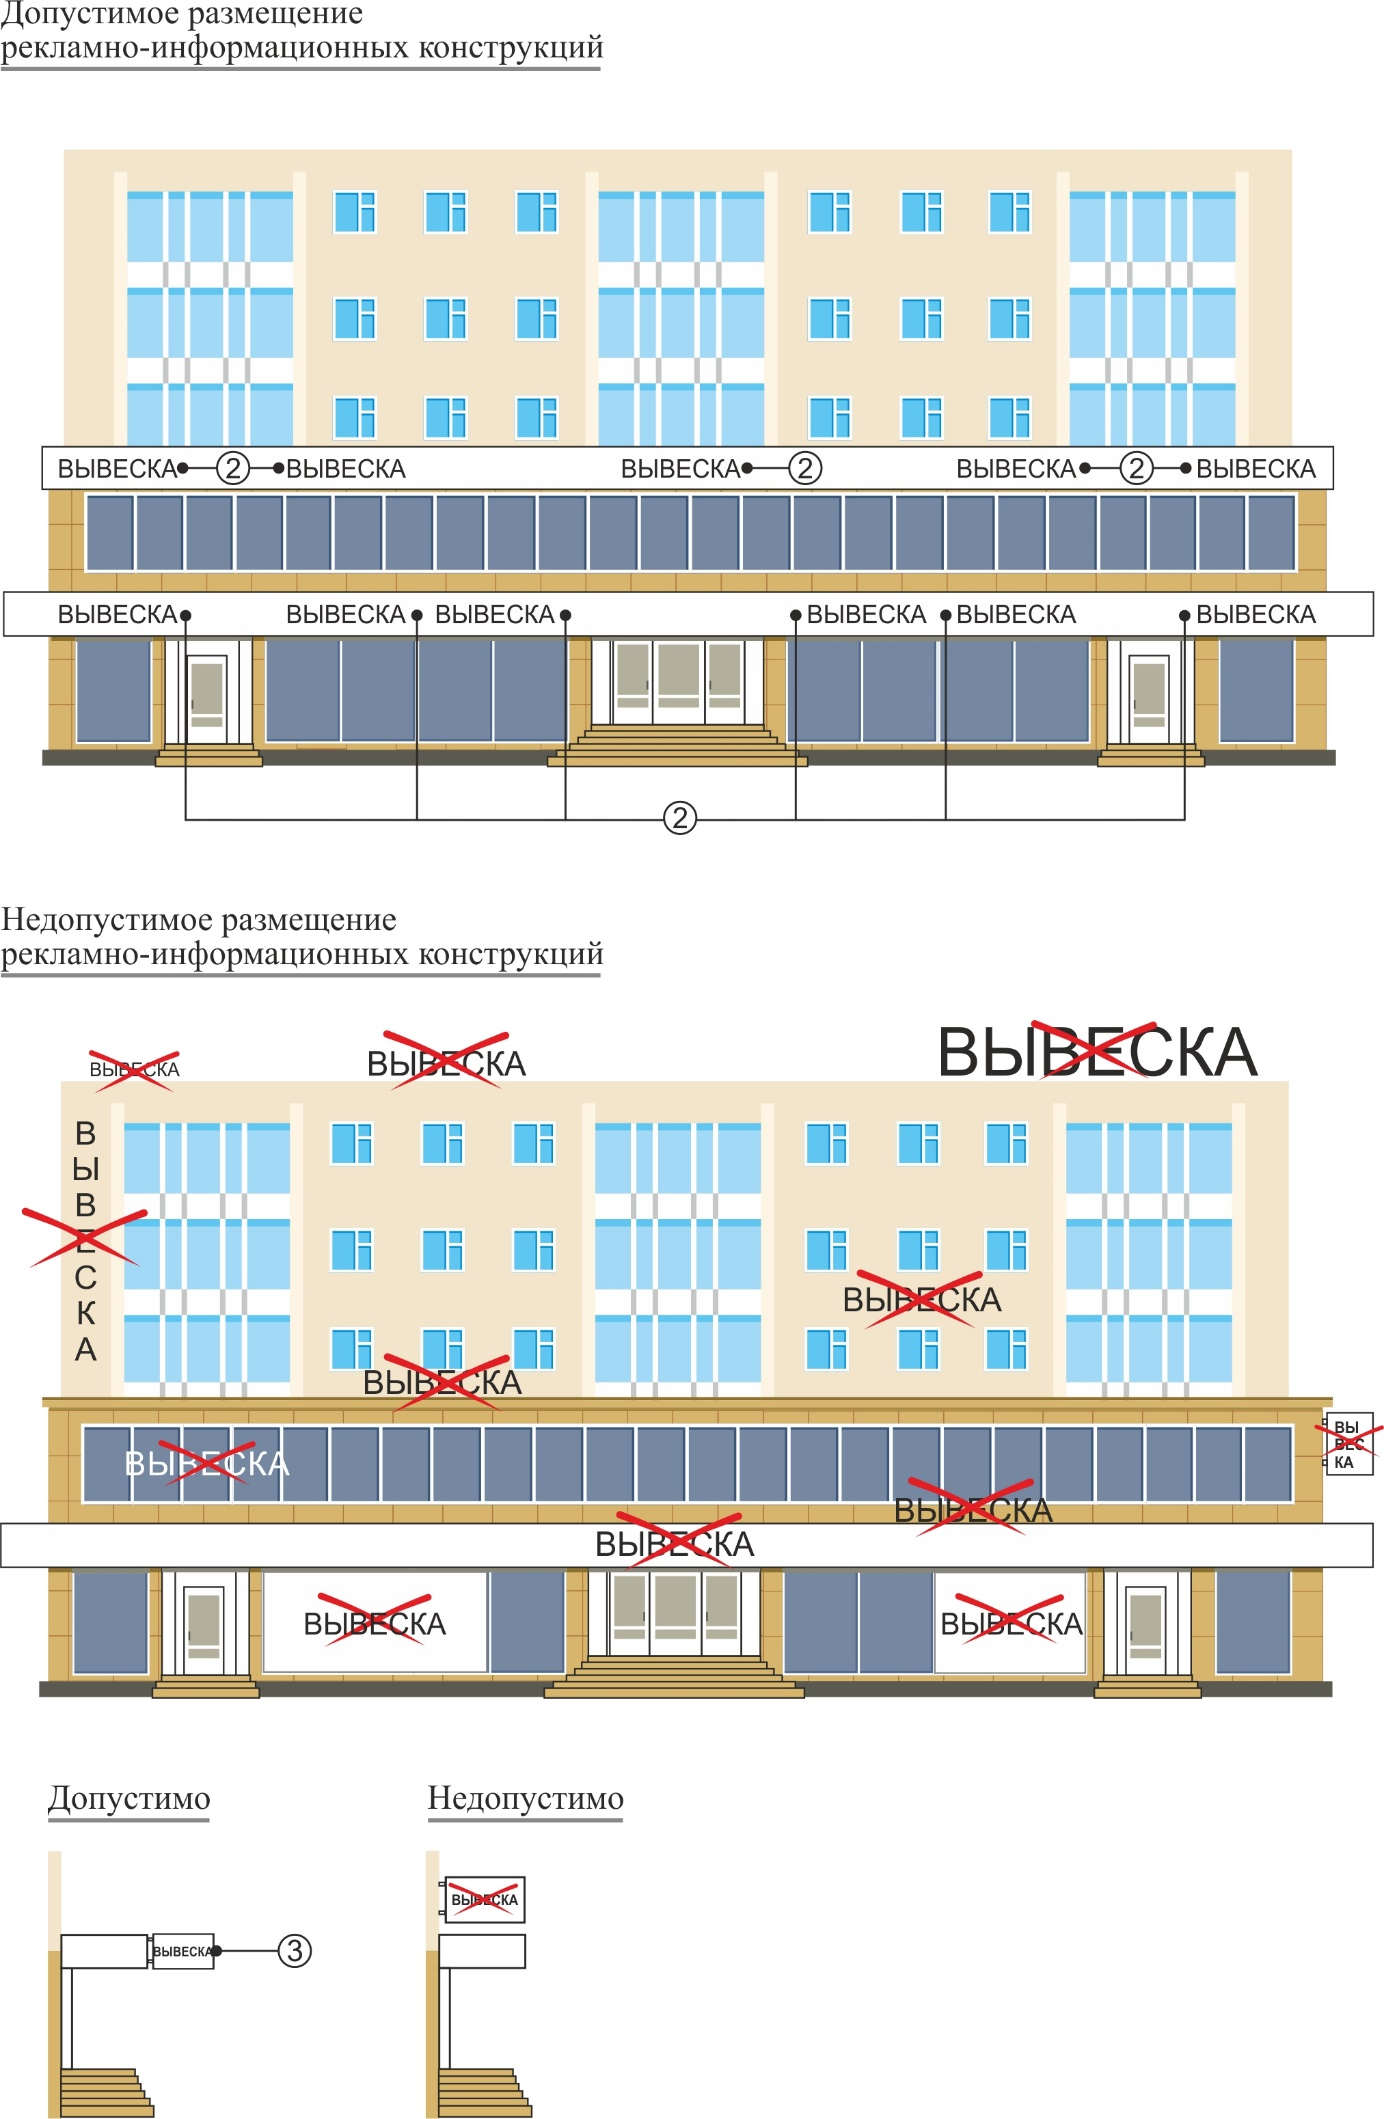 Допустимое размещение
рекламно-информационных конструкций
ВЫВЕСКА 2 ВЫВЕСКА ВЫВЕСКА 2 ВЫВЕСКА 2 ВЫВЕСКА
ВЫВЕСКА ВЫВЕСКА ВЫВЕСКА ВЫВЕСКА ВЫВЕСКА ВЫВЕСКА
2
Недопустимое размещение
рекламно-информационных конструкций
ВЫВЕСКА ВЫВЕСКА ВЫВЕСКА
ВЫВЕСКА
ВЫВЕСКА
ВЫВЕСКА
ВЫВЕСКА
ВЫ
ВЕС
КА
ВЫВЕСКА
ВЫВЕСКА
ВЫВЕСКА ВЫВЕСКА
Допустимо Недопустимо
ВЫВЕСКА
ВЫВЕСКА 3